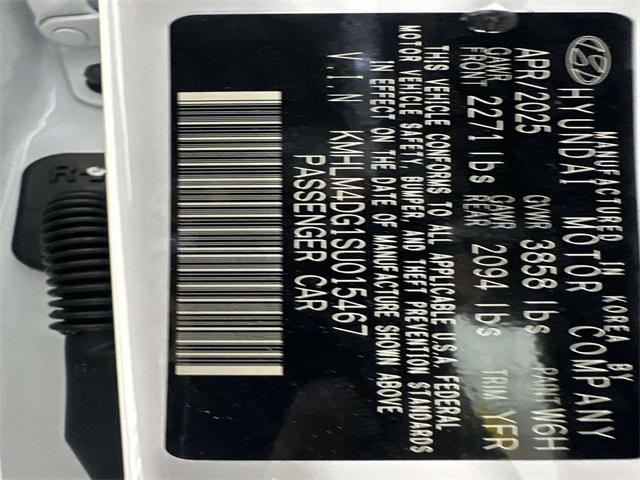 MANUFACTURED IN KOREA BY
HYUNDAI MOTOR COMPANY
APR/2025 GVWR 3858 lbs PAINT W6H
GAWR FRONT 2271 lbs GAWR REAR 2094 lbs TRIM YFR
THIS VEHICLE CONFORMS TO ALL APPLICABLE U.S.A. FEDERAL
MOTOR VEHICLE SAFETY, BUMPER AND THEFT PREVENTION STANDARDS
IN EFFECT ON THE DATE OF MANUFACTURE SHOWN ABOVE
V.I.N KMHLM4DG1SU015467
PASSENGER CAR